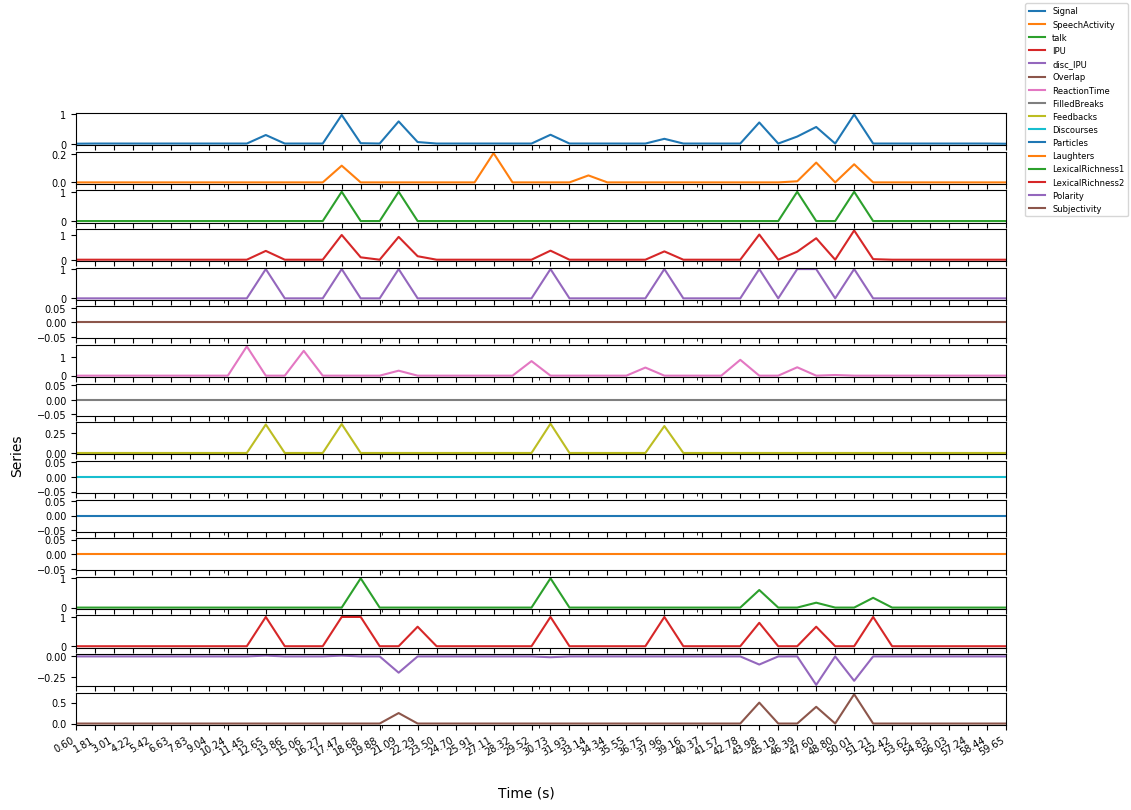 Signal
SpeechActivity
talk
IPU
disc_IPU
Overlap
ReactionTime
FilledBreaks
Feedbacks
Discourses
Particles
Laughters
LexicalRichness1
LexicalRichness2
Polarity
Subjectivity
1
0
0.2
0.0
1
0
1
0
1
0
0.05
0.00
−0.05
1
0
0.05
0.00
−0.05
0.25
0.00
0.05
0.00
−0.05
0.05
0.00
−0.05
0.05
0.00
−0.05
1
0
1
0
0.00
−0.25
0.5
0.0
Series
0.60 1.81 3.01 4.22 5.42 6.63 7.83 9.04 10.24 11.45 12.65 13.86 15.06 16.27 17.47 18.68 19.88 21.09 22.29 23.50 24.70 25.91 27.11 28.32 29.52 30.73 31.93 33.14 34.34 35.55 36.75 37.96 39.16 40.37 41.57 42.78 43.98 45.19 46.39 47.60 48.80 50.01 51.21 52.42 53.62 54.83 56.03 57.24 58.44 59.65
Time (s)